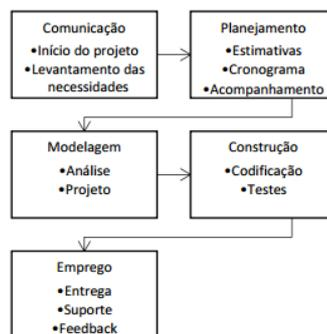 Comunicação
•Início do projeto
•Levantamento das
necessidades
Planejamento
•Estimativas
•Cronograma
•Acompanhamento
Modelagem
•Análise
•Projeto
Construção
•Codificação
•Testes
Emprego
•Entrega
•Suporte
•Feedback